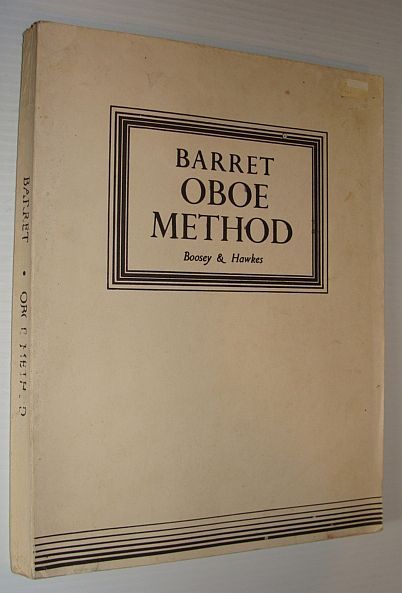 BARRET
OBOE
METHOD
Boosey & Hawkes
BARRET • OBOE METHOD